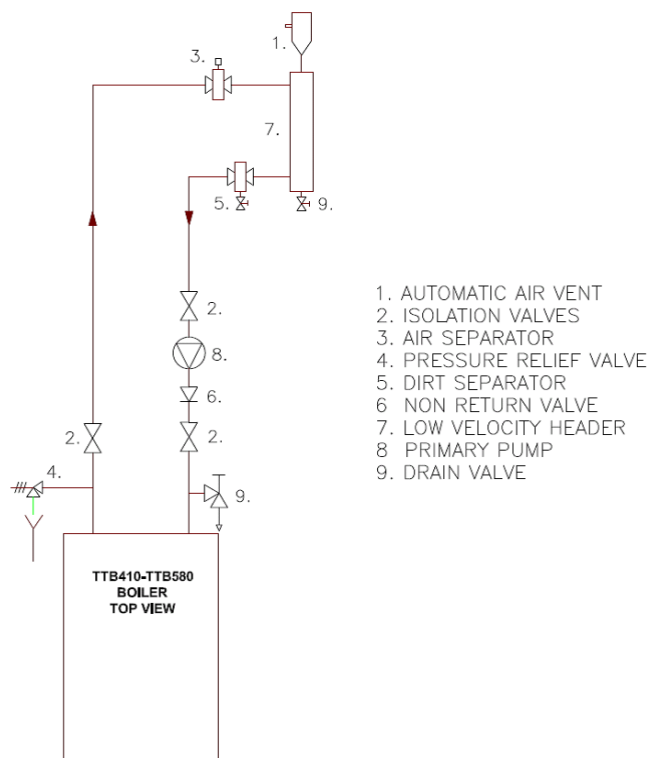 1.
3.
7.
5.
9.
2.
8.
6.
2.
2.
4.
9.
TTB410-TTB580
BOILER
TOP VIEW
1. AUTOMATIC AIR VENT
2. ISOLATION VALVES
3. AIR SEPARATOR
4. PRESSURE RELIEF VALVE
5. DIRT SEPARATOR
6 NON RETURN VALVE
7. LOW VELOCITY HEADER
8 PRIMARY PUMP
9. DRAIN VALVE